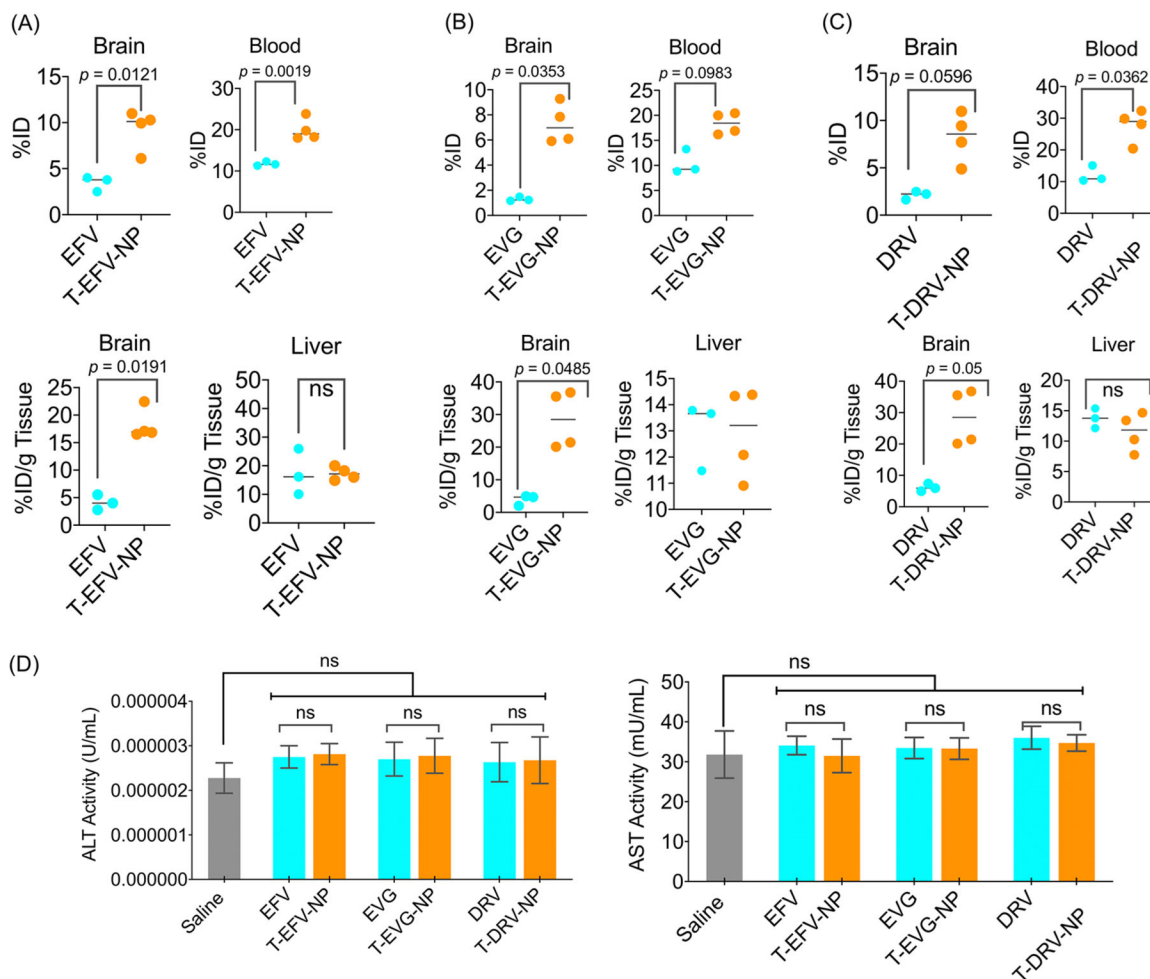 (A)
Brain
p = 0.0121
%ID
15
10
5
0
EFV
T-EFV-NP
Blood
p = 0.0019
%ID
30
20
10
0
EFV
T-EFV-NP
Brain
p = 0.0191
%ID/g Tissue
25
20
15
10
5
0
EFV
T-EFV-NP
Liver
ns
%ID/g Tissue
50
40
30
20
10
0
EFV
T-EFV-NP
(B)
Brain
p = 0.0353
%ID
10
8
6
4
2
0
EVG
T-EVG-NP
Blood
p = 0.0983
%ID
25
20
15
10
5
0
EVG
T-EVG-NP
Brain
p = 0.0485
%ID/g Tissue
40
30
20
10
0
EVG
T-EVG-NP
Liver
%ID/g Tissue
15
14
13
12
11
10
EVG
T-EVG-NP
(C)
Brain
p = 0.0596
%ID
15
10
5
0
DRV
T-DRV-NP
Blood
p = 0.0362
%ID
40
30
20
10
0
DRV
T-DRV-NP
Brain
p = 0.05
%ID/g Tissue
40
30
20
10
0
DRV
T-DRV-NP
Liver
ns
%ID/g Tissue
20
15
10
5
0
DRV
T-DRV-NP
(D)
ns
ns
ns
ns
ALT Activity (U/mL)
0.000004
0.000003
0.000002
0.000001
0.000000
Saline
EFV
T-EFV-NP
EVG
T-EVG-NP
DRV
T-DRV-NP
ns
ns
ns
ns
AST Activity (mU/mL)
50
40
30
20
10
0
Saline
EFV
T-EFV-NP
EVG
T-EVG-NP
DRV
T-DRV-NP